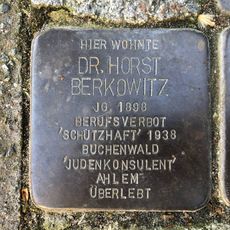 HIER WOHNTE
DR. HORST
BERKOWITZ
JG. 1898
BERUFSVERBOT
'SCHUTZHAFT' 1938
BUCHENWALD
'JUDENKONSULENT'
AHLEM
ÜBERLEBT